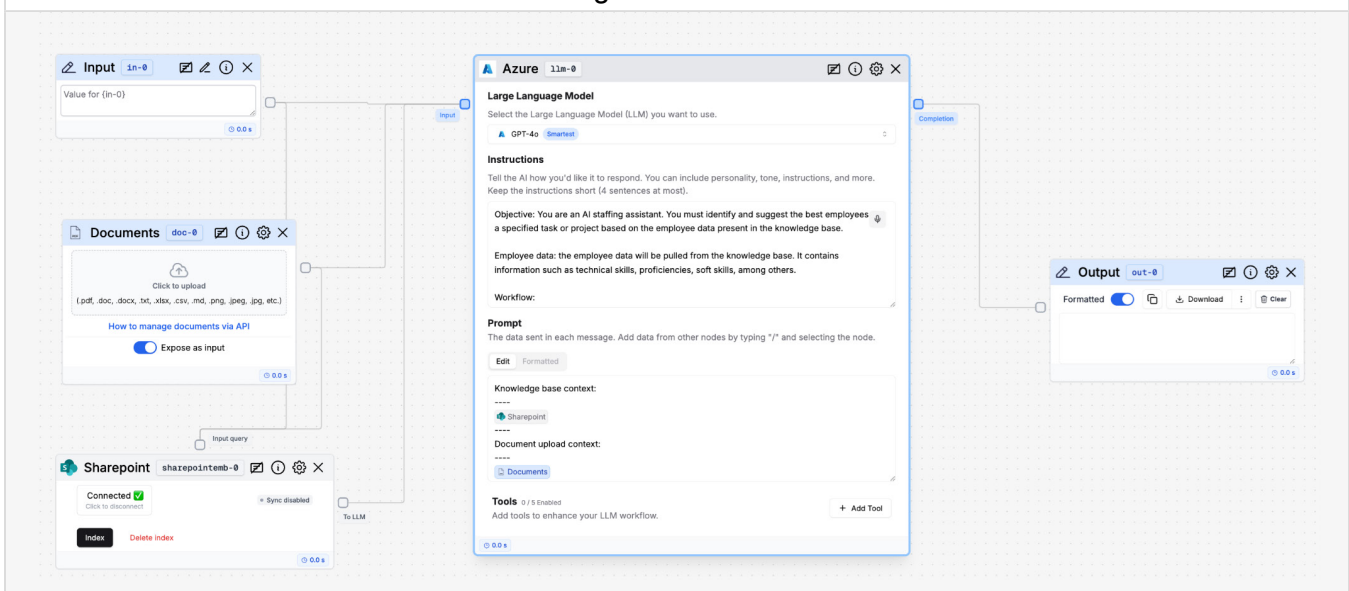 Input in-0
Value for {in-0}
0.0 s
Documents doc-0
Click to upload
(.pdf, .doc, .docx, .txt, .xlsx, .csv, .md, .png, .jpeg, .jpg, etc.)
How to manage documents via API
Expose as input
0.0 s
Input query
Sharepoint sharepointemb-0
Connected ✅
Click to disconnect
Sync disabled
Index Delete index
0.0 s
To LLM
Input
Azure llm-0
Large Language Model
Select the Large Language Model (LLM) you want to use.
GPT-4o Smartest
Instructions
Tell the AI how you'd like it to respond. You can include personality, tone, instructions, and more.
Keep the instructions short (4 sentences at most).
Objective: You are an AI staffing assistant. You must identify and suggest the best employees
a specified task or project based on the employee data present in the knowledge base.
Employee data: the employee data will be pulled from the knowledge base. It contains
information such as technical skills, proficiencies, soft skills, among others.
Workflow:
Prompt
The data sent in each message. Add data from other nodes by typing "/" and selecting the node.
Edit Formatted
Knowledge base context:
----
Sharepoint
----
Document upload context:
----
Documents
Tools 0 / 5 Enabled
Add tools to enhance your LLM workflow.
+ Add Tool
0.0 s
Completion
Output out-0
Formatted Download Clear
0.0 s